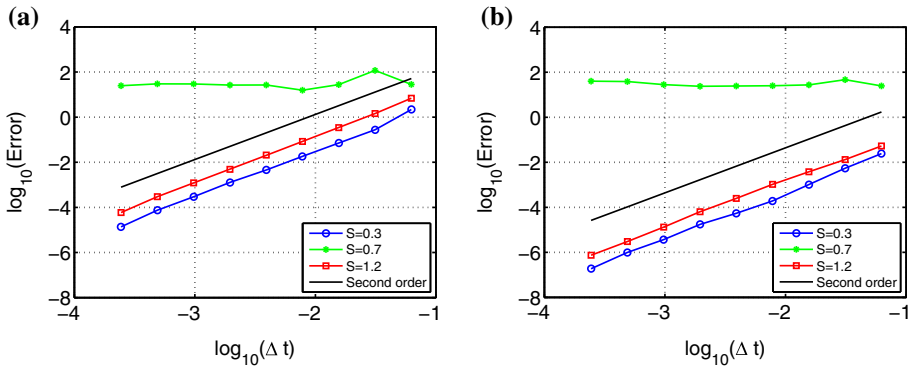 (a)
4
2
0
−2
−4
−6
−8
log10(Error)
−4
−3
−2
−1
log10(Δ t)
S=0.3
S=0.7
S=1.2
Second order
(b)
4
2
0
−2
−4
−6
−8
log10(Error)
−4
−3
−2
−1
log10(Δ t)
S=0.3
S=0.7
S=1.2
Second order